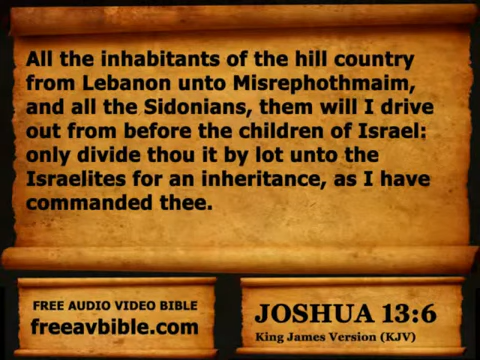 All the inhabitants of the hill country
from Lebanon unto Misrephothmaim,
and all the Sidonians, them will I drive
out from before the children of Israel:
only divide thou it by lot unto the
Israelites for an inheritance, as I have
commanded thee.
FREE AUDIO VIDEO BIBLE
freeavbible.com
JOSHUA 13:6
King James Version (KJV)